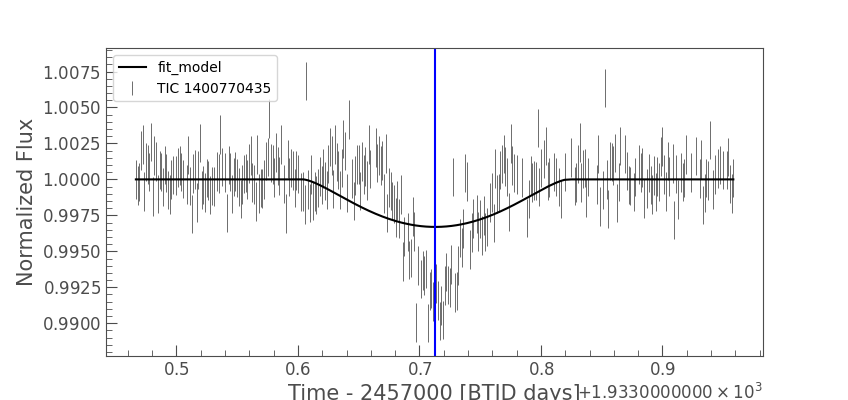 fit_model
TIC 1400770435
Normalized Flux
1.0075
1.0050
1.0025
1.0000
0.9975
0.9950
0.9925
0.9900
0.5 0.6 0.7 0.8 0.9
Time - 2457000 [BTJD days]
+1.9330000000 × 10³